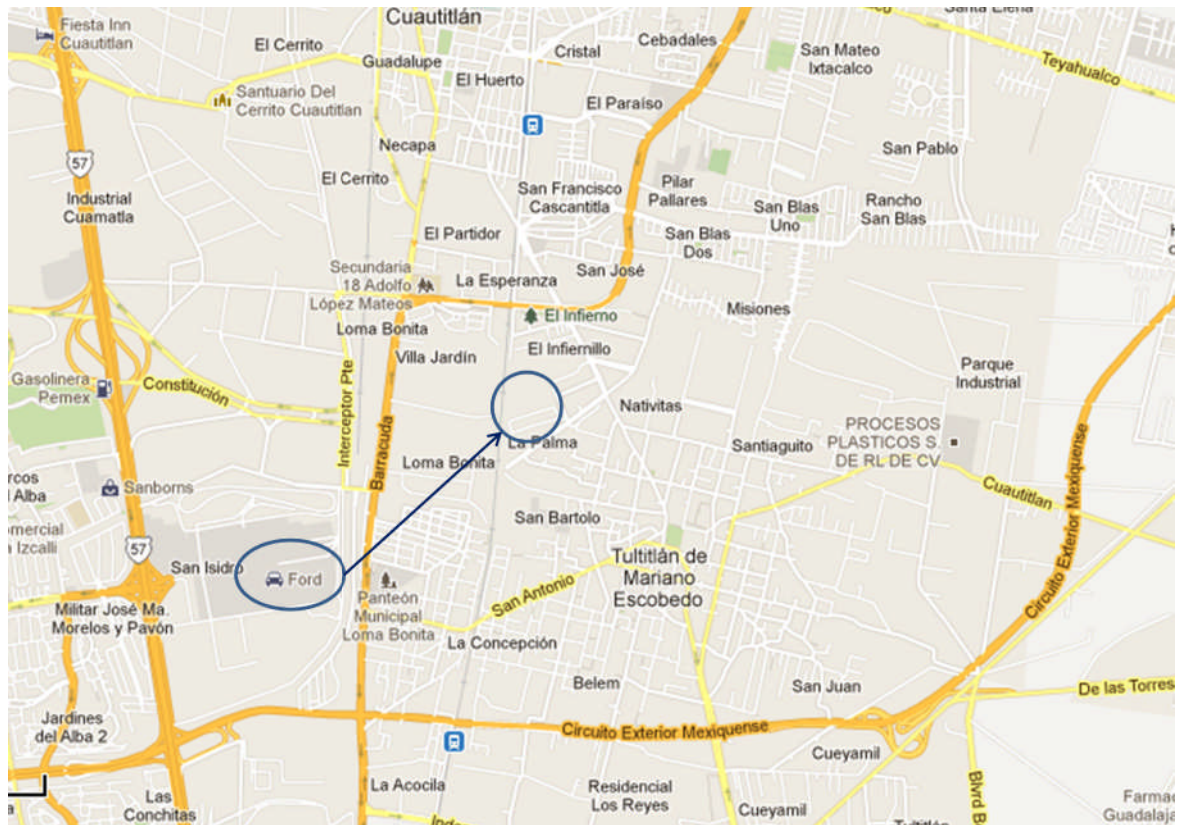 Cuautitlán
Santa Elena
Fiesta Inn
Cuautitlan
El Cerrito
Guadalupe
Cristal
Cebadales
San Mateo
Ixtacalco
Teyahualco
El Huerto
Santuario Del
Cerrito Cuautitlan
El Paraíso
57
Necapa
San Pablo
El Cerrito
Industrial
Cuamatla
San Francisco
Cascantitla
Pilar
Pallares
San Blas
Uno
Rancho
San Blas
El Partidor
San Blas
Dos
Secundaria
18 Adolfo
López Mateos
La Esperanza
San José
Misiones
El Infierno
Loma Bonita
Villa Jardín
El Infiernillo
Parque
Industrial
Gasolinera
Pemex
Constitución
Interceptor Pte
Barracuda
Nativitas
PROCESOS
PLASTICOS S.
DE RL DE CV
La Palma
Santiaguito
Loma Bonita
Cuautitlan
Circuito Exterior Mexiquense
Alba
Sanborns
San Bartolo
Izcalli
57
San Isidro
Ford
Tultitlán de
Mariano
Escobedo
San Antonio
Militar José Ma.
Morelos y Pavón
Panteón
Municipal
Loma Bonita
La Concepción
Belem
San Juan
De las Torres
Jardines
del Alba 2
Circuito Exterior Mexiquense
Cueyamil
La Acocila
Residencial
Los Reyes
Las
Conchitas
Cueyamil
Blvrd B